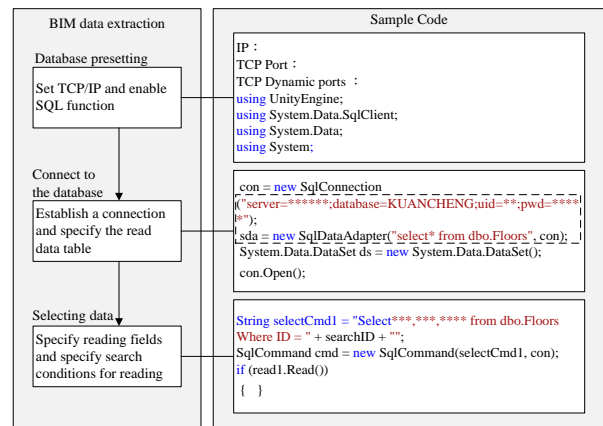 BIM data extraction
Database presetting
Set TCP/IP and enable
SQL function
Connect to
the database
Establish a connection
and specify the read
data table
Selecting data
Specify reading fields
and specify search
conditions for reading
Sample Code
IP：
TCP Port：
TCP Dynamic ports ：
using UnityEngine;
using System.Data.SqlClient;
using System.Data;
using System;
con = new SqlConnection
("server=******;database=KUANCHENG;uid=**;pwd=****
*");
sda = new SqlDataAdapter("select* from dbo.Floors", con);
System.Data.DataSet ds = new System.Data.DataSet();
con.Open();
String selectCmd1 = "Select***,***,**** from dbo.Floors
Where ID = " + searchID + "";
SqlCommand cmd = new SqlCommand(selectCmd1, con);
if (read1.Read())
{ }